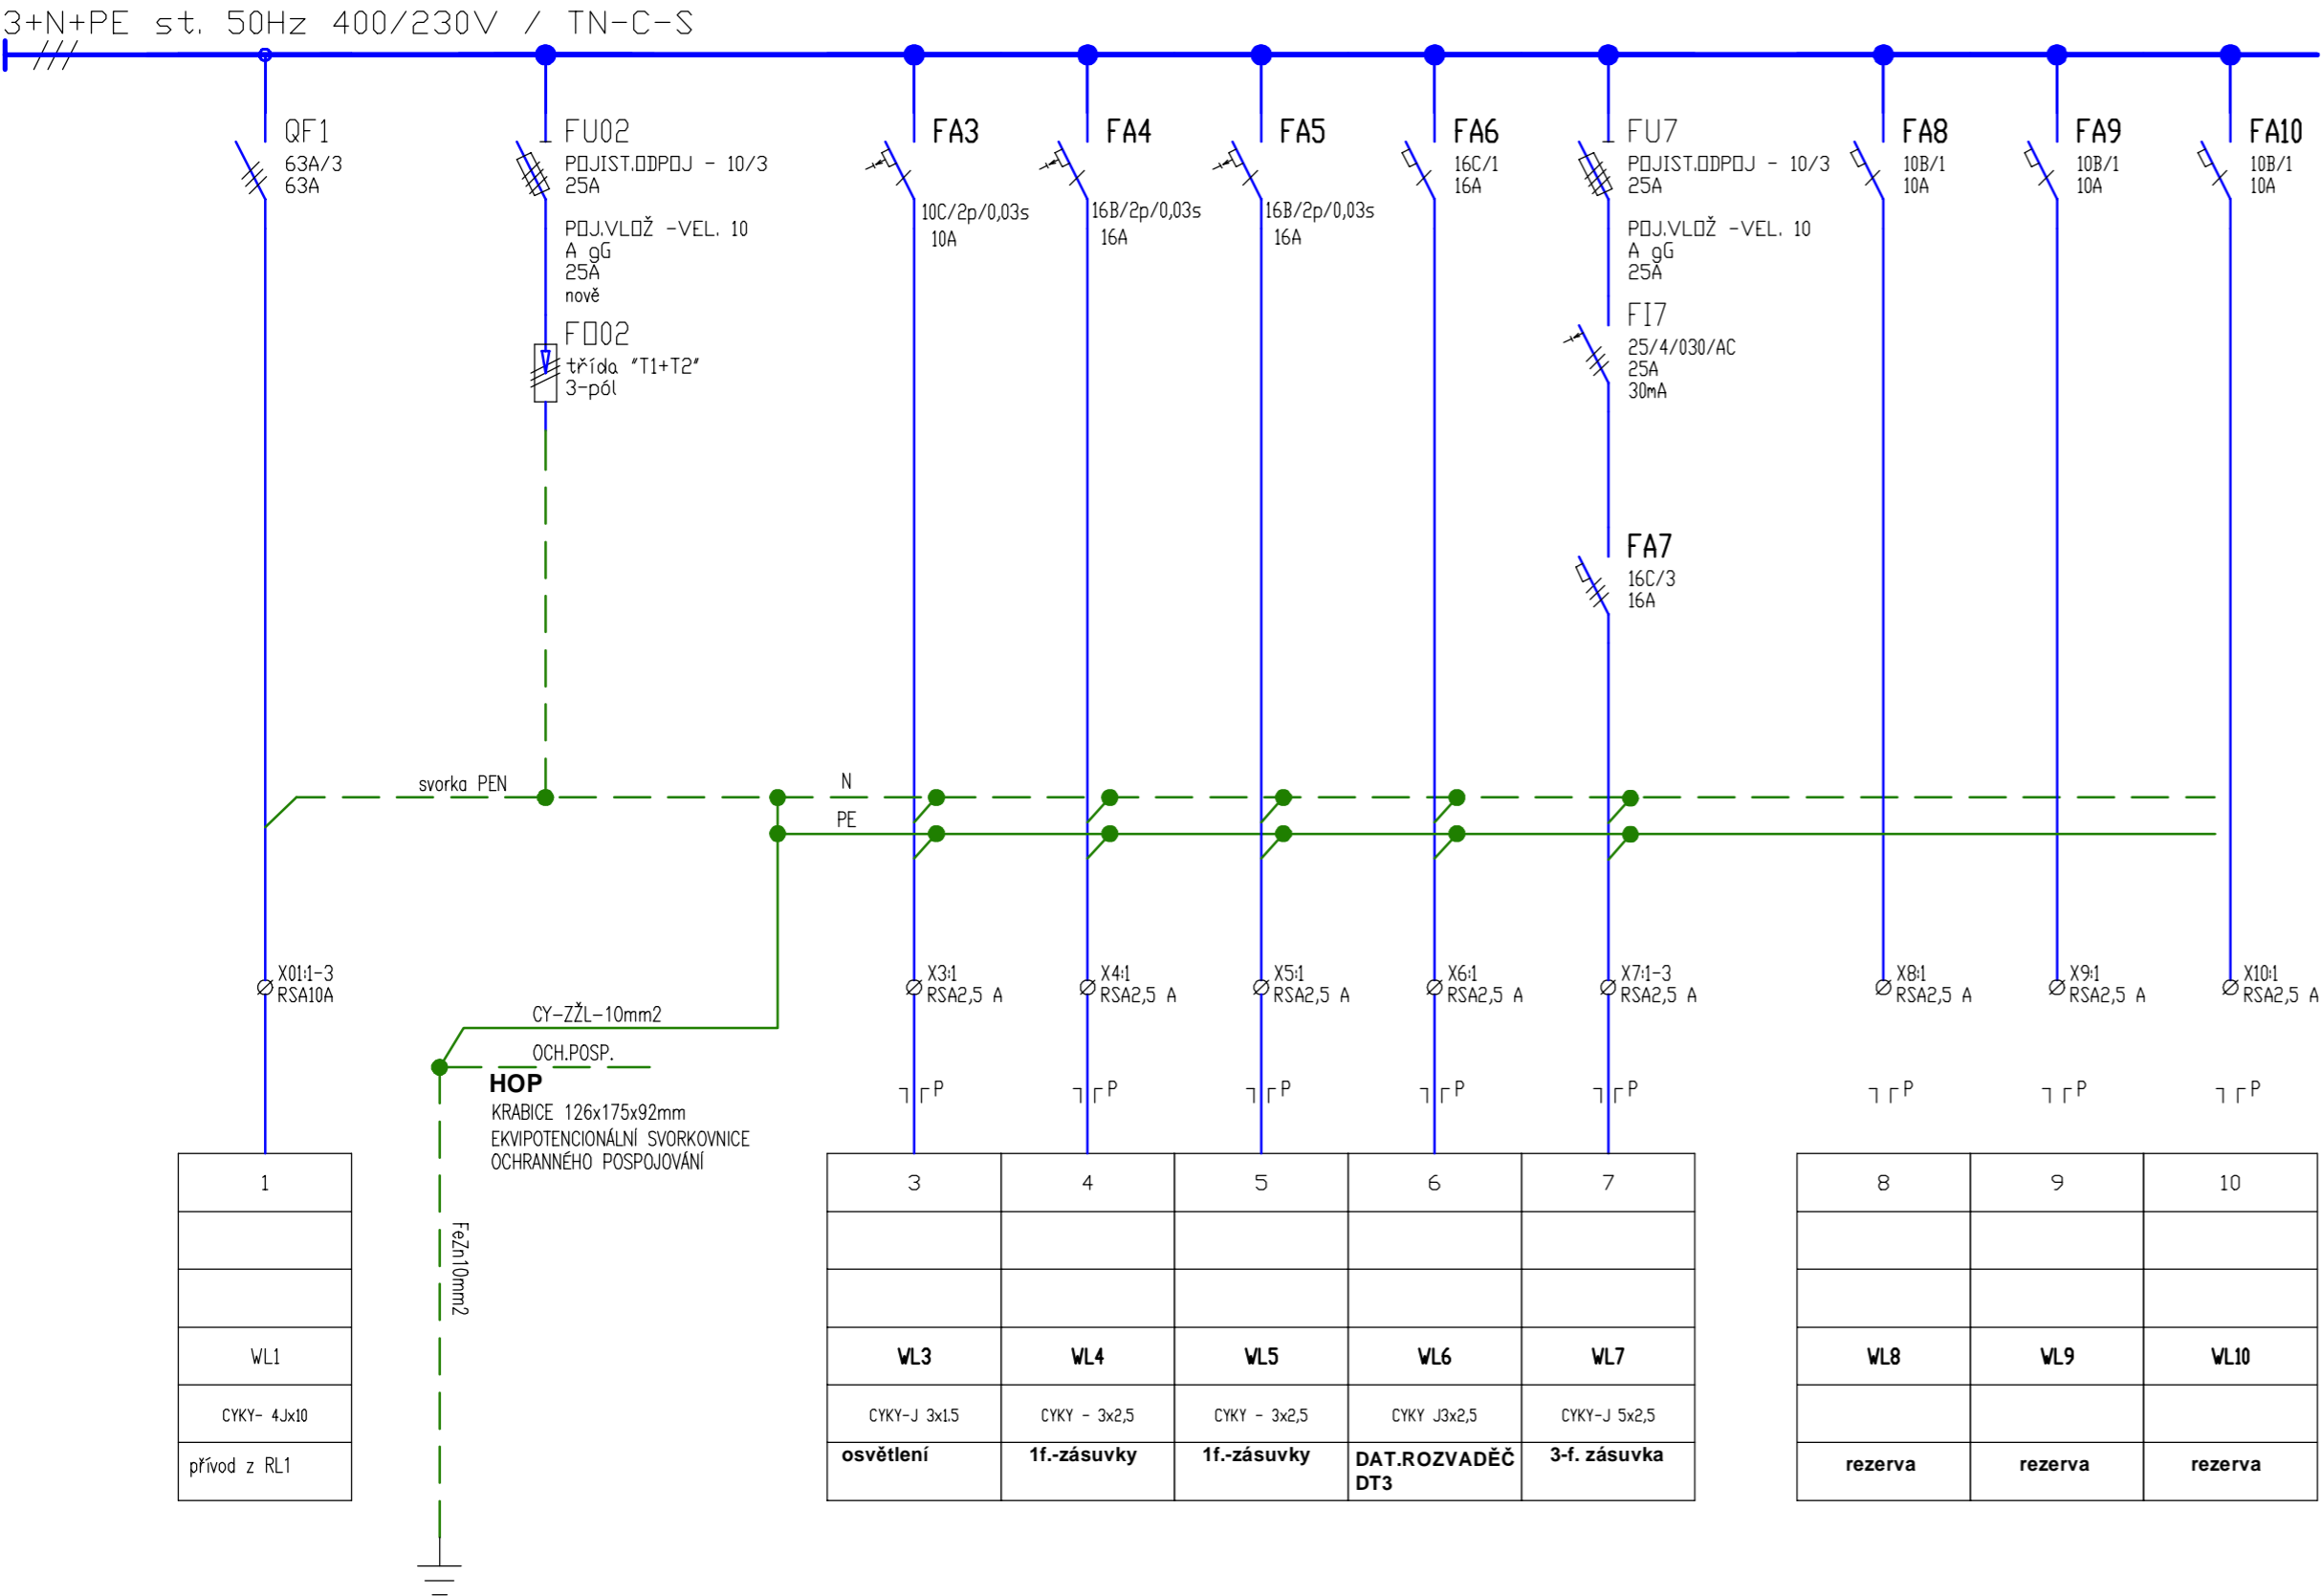 3+N+PE st. 50Hz 400/230V / TN-C-S
QF1
63A/3
63A
FU02
POJIST.ODPOJ - 10/3
25A
POJ.VLOŽ -VEL. 10
A gG
25A
nově
FO02
třída "T1+T2"
3-pól
FA3
10C/2p/0,03s
10A
FA4
16B/2p/0,03s
16A
FA5
16B/2p/0,03s
16A
FA6
16C/1
16A
FU7
POJIST.ODPOJ - 10/3
25A
POJ.VLOŽ -VEL. 10
A gG
25A
FI7
25/4/030/AC
25A
30mA
FA7
16C/3
16A
FA8
10B/1
10A
FA9
10B/1
10A
FA10
10B/1
10A
svorka PEN
N
PE
X01:1-3
RSA10A
X3:1
RSA2,5 A
X4:1
RSA2,5 A
X5:1
RSA2,5 A
X6:1
RSA2,5 A
X7:1-3
RSA2,5 A
X8:1
RSA2,5 A
X9:1
RSA2,5 A
X10:1
RSA2,5 A
CY-ZŽL-10mm2
OCH.POSP.
HOP
KRABICE 126x175x92mm
EKVIPOTENCIONÁLNÍ SVORKOVNICE
OCHRANNÉHO POSPOJOVÁNÍ
FeZn10mm2
P
P
P
P
P
P
P
P
1
WL1
CYKY- 4Jx10
přívod z RL1
3
4
5
6
7
WL3
WL4
WL5
WL6
WL7
CYKY-J 3x1.5
CYKY - 3x2,5
CYKY - 3x2,5
CYKY J3x2,5
CYKY-J 5x2,5
osvětlení
1f.-zásuvky
1f.-zásuvky
DAT.ROZVADĚČ
DT3
3-f. zásuvka
8
9
10
WL8
WL9
WL10
rezerva
rezerva
rezerva